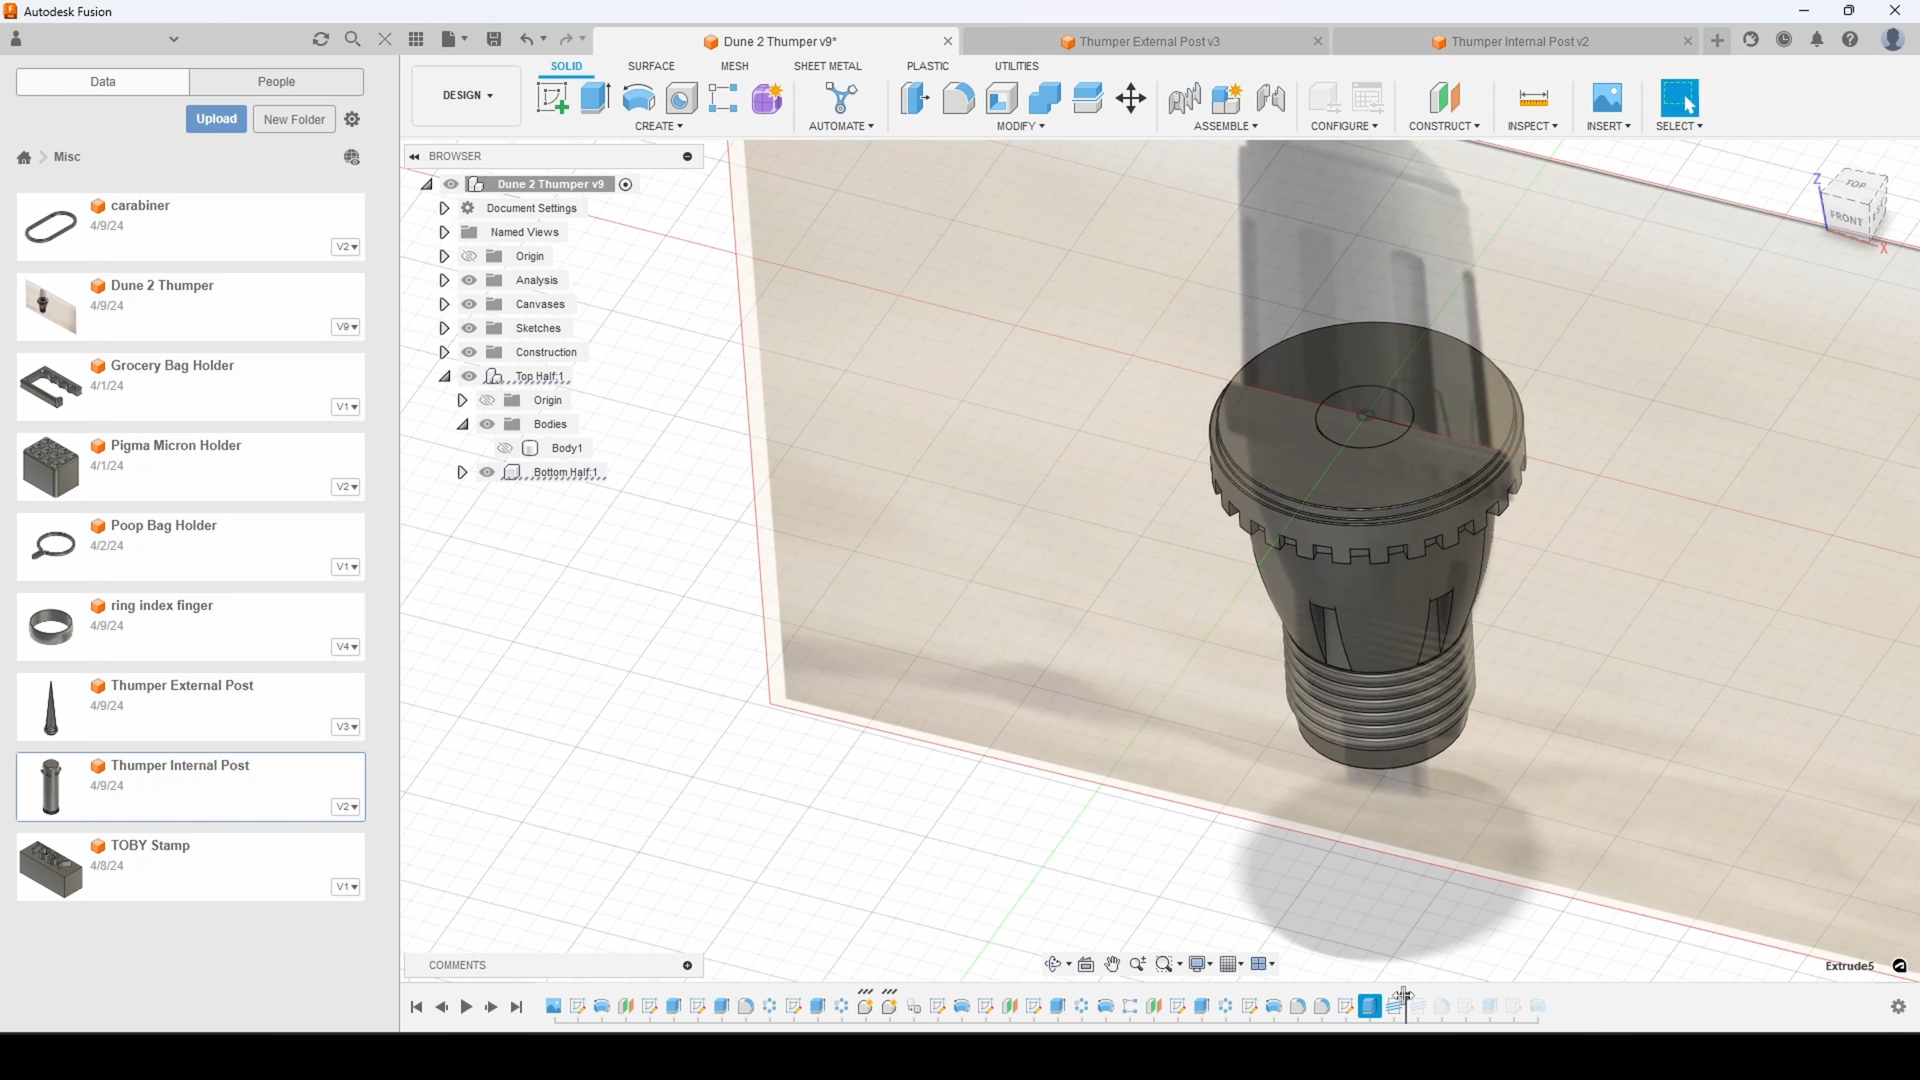 Autodesk Fusion
Dune 2 Thumper v9*
Thumper External Post v3
Thumper Internal Post v2
Data
People
Upload
New Folder
Misc
carabiner
4/9/24
V2
Dune 2 Thumper
4/9/24
V9
Grocery Bag Holder
4/1/24
V1
Pigma Micron Holder
4/1/24
V2
Poop Bag Holder
4/2/24
V1
ring index finger
4/9/24
V4
Thumper External Post
4/9/24
V3
Thumper Internal Post
4/9/24
V2
TOBY Stamp
4/8/24
V1
DESIGN
SOLID
SURFACE
MESH
SHEET METAL
PLASTIC
UTILITIES
CREATE
AUTOMATE
MODIFY
ASSEMBLE
CONFIGURE
CONSTRUCT
INSPECT
INSERT
SELECT
BROWSER
Dune 2 Thumper v9
Document Settings
Named Views
Origin
Analysis
Canvases
Sketches
Construction
Top Half:1
Origin
Bodies
Body1
Bottom Half:1
Z
TOP
FRONT
X
COMMENTS
Extrude5